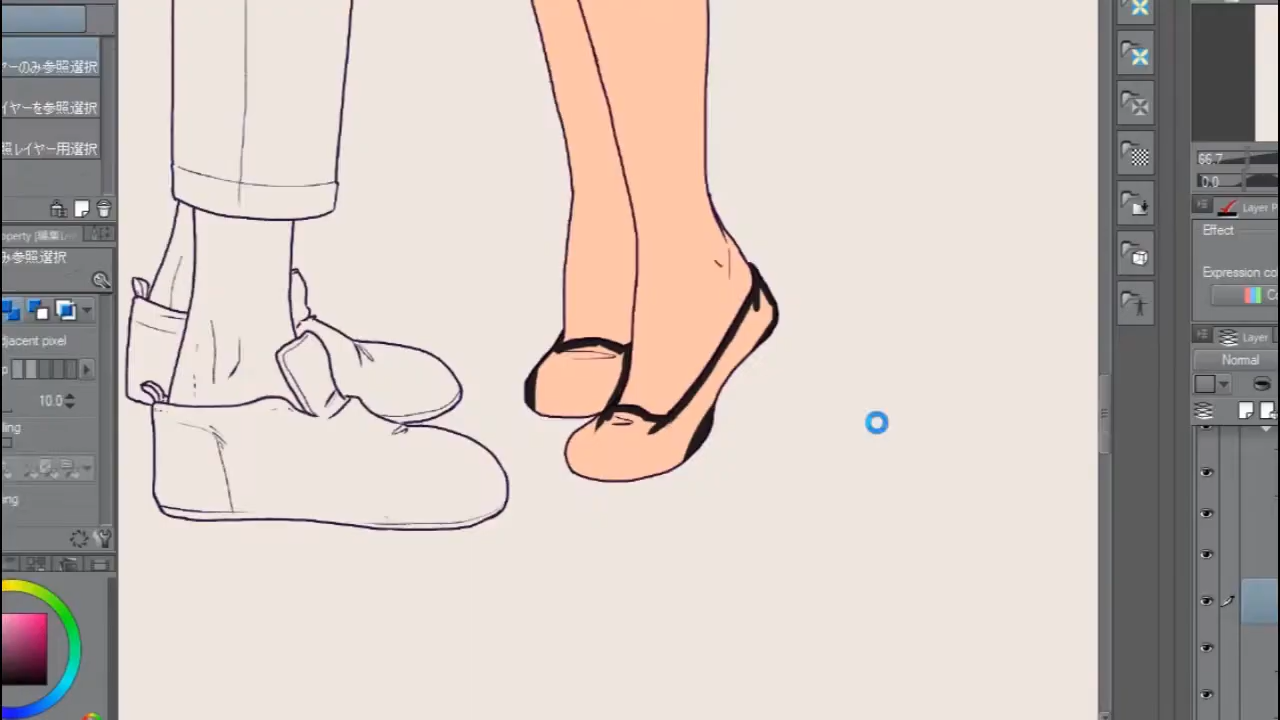 ーのみ参照選択
イヤーを参照選択
照レイヤー用選択
み参照選択
djacent pixel
10.0
66.7
0.0
Layer P
Effect
Expression co
Layer
Normal